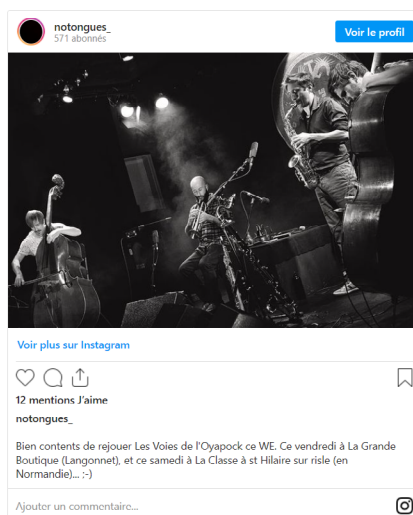 notongues_
571 abonnés
Voir le profil
Voir plus sur Instagram
12 mentions J'aime
notongues_
Bien contents de rejouer Les Voies de l'Oyapock ce WE. Ce vendredi à La Grande
Boutique (Langonnet), et ce samedi à La Classe à st Hilaire sur risle (en
Normandie)... ;-)
Ajouter un commentaire...